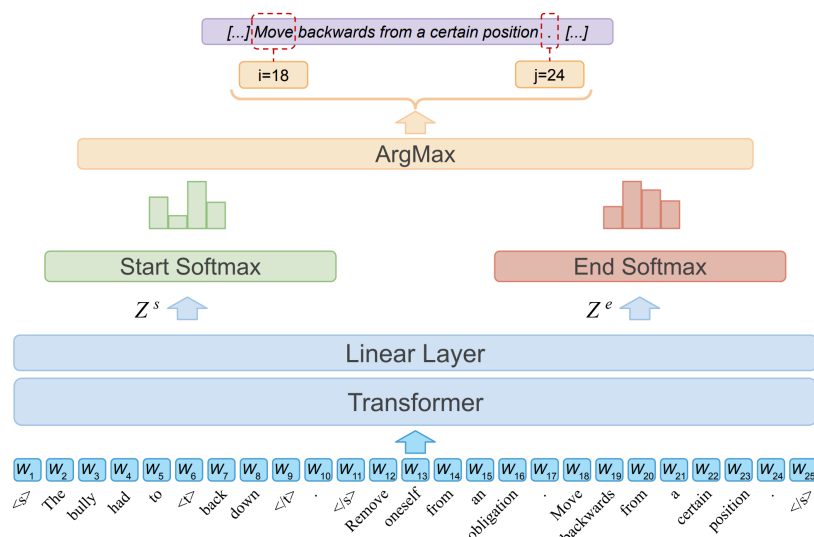 [...] Move backwards from a certain position . [...]
i=18 j=24
ArgMax
Start Softmax End Softmax
Z s Z e
Linear Layer
Transformer
W1 W2 W3 W4 W5 W6 W7 W8 W9 W10 W11 W12 W13 W14 W15 W16 W17 W18 W19 W20 W21 W22 W23 W24 W25
<s> The bully had to <t> back down </t> . </s> Remove oneself from an obligation . Move backwards from a certain position . </s>